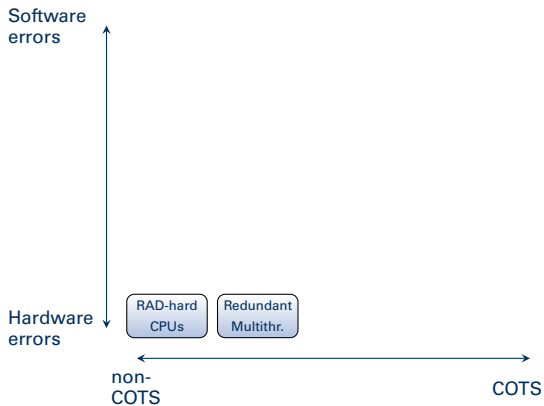 Software
errors
RAD-hard
CPUs
Redundant
Multithr.
Hardware
errors
non-
COTS
COTS